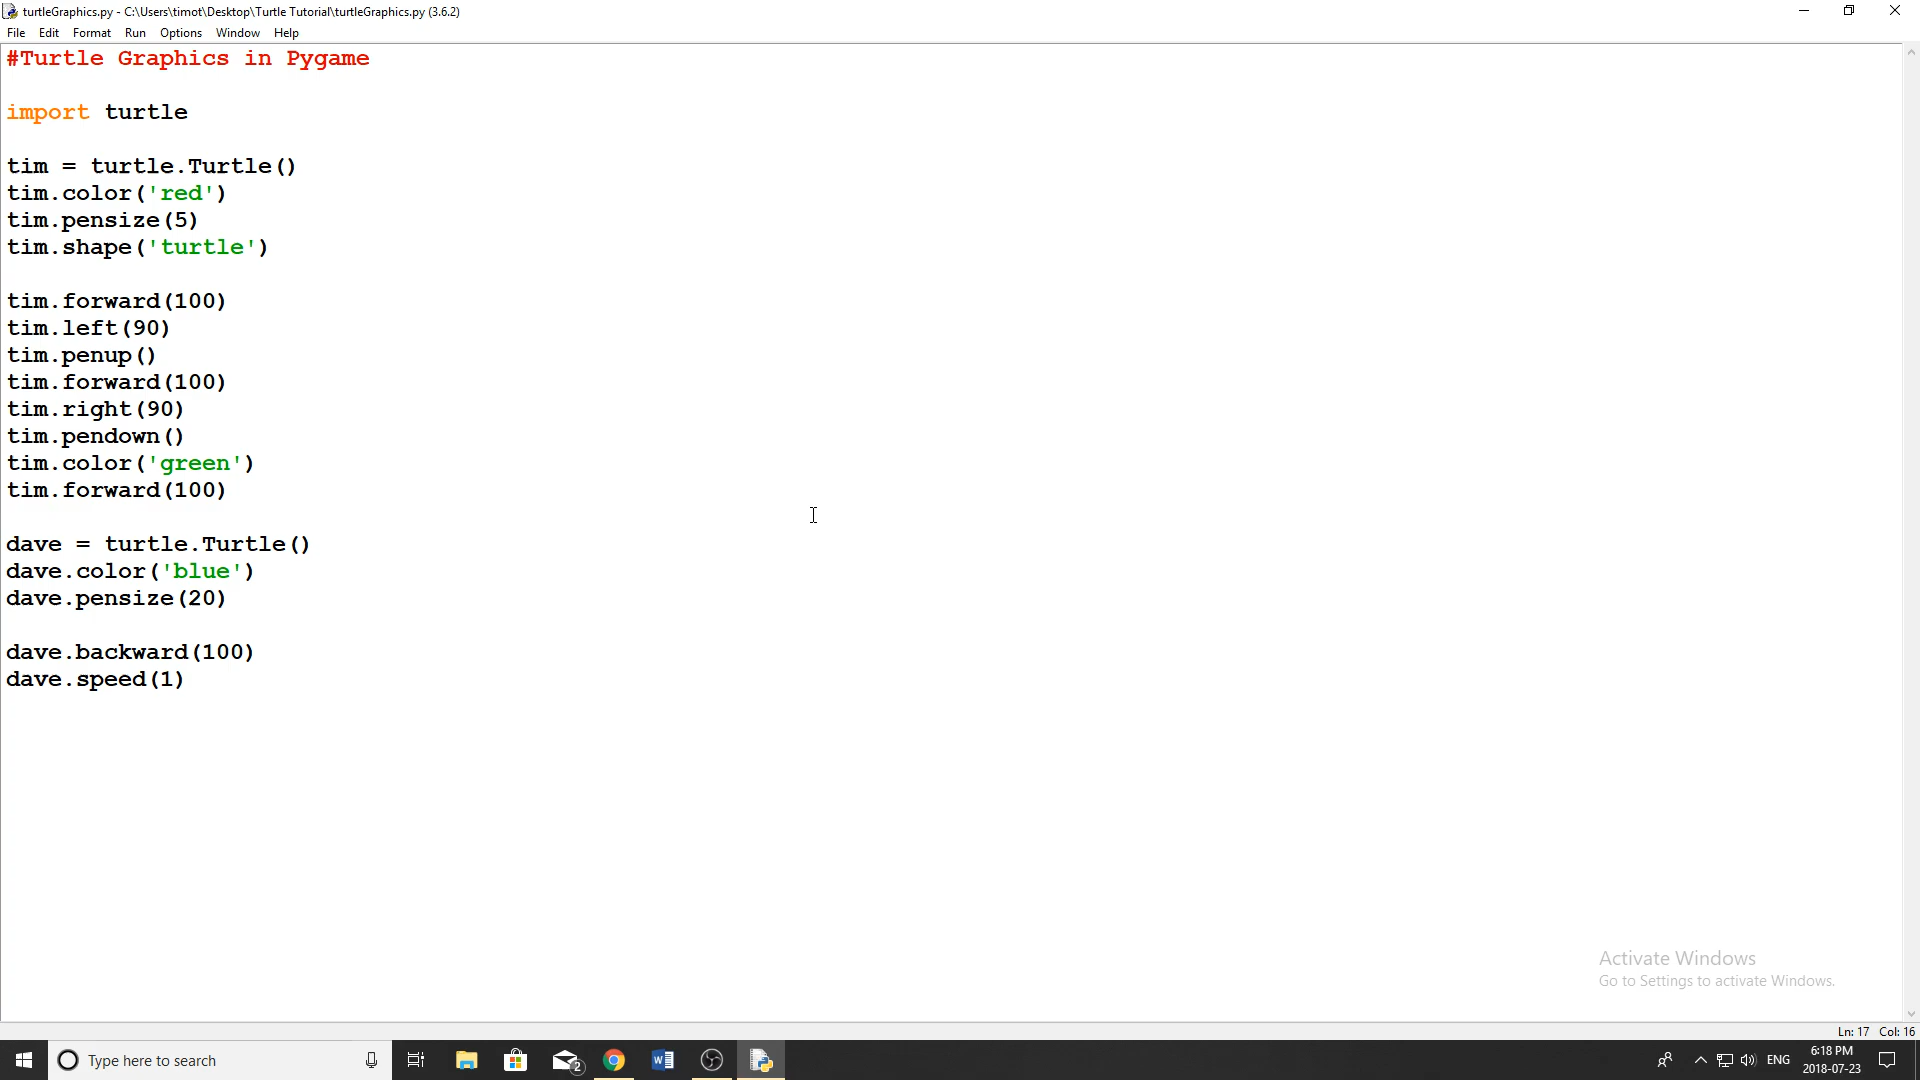 turtleGraphics.py - C:\Users\timot\Desktop\Turtle Tutorial\turtleGraphics.py (3.6.2)
File Edit Format Run Options Window Help
#Turtle Graphics in Pygame
import turtle
tim = turtle.Turtle()
tim.color('red')
tim.pensize(5)
tim.shape('turtle')
tim.forward(100)
tim.left(90)
tim.penup()
tim.forward(100)
tim.right(90)
tim.pendown()
tim.color('green')
tim.forward(100)
dave = turtle.Turtle()
dave.color('blue')
dave.pensize(20)
dave.backward(100)
dave.speed(1)
Activate Windows
Go to Settings to activate Windows.
Ln: 17 Col: 16
Type here to search
2
ENG
6:18 PM
2018-07-23